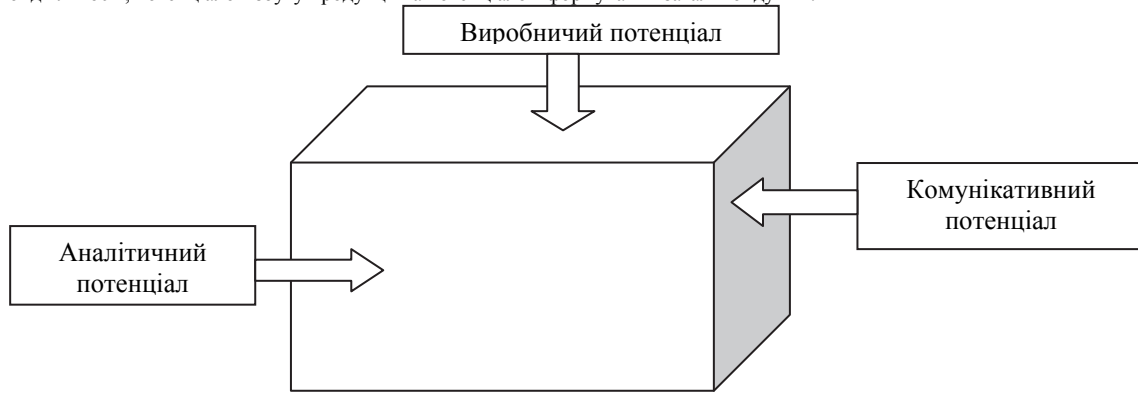 Виробничий потенціал
Комунікативний
потенціал
Аналітичний
потенціал